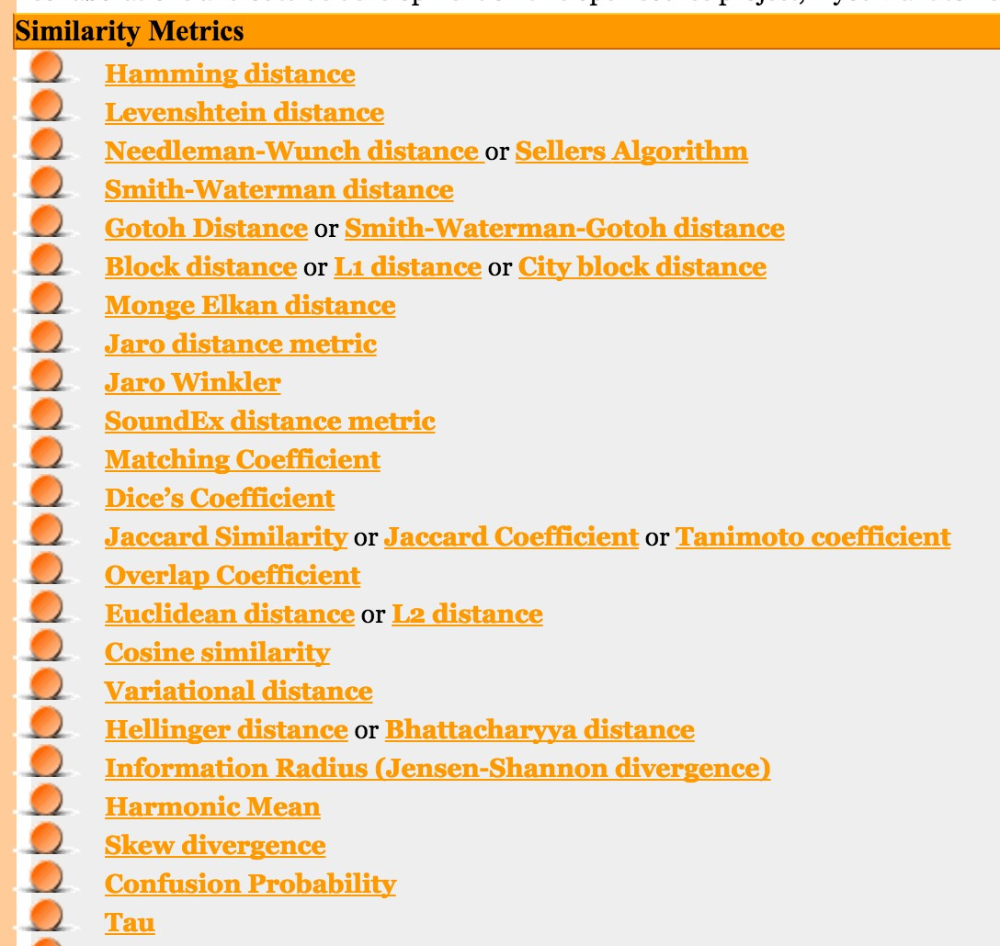 Similarity Metrics
Hamming distance
Levenshtein distance
Needleman-Wunch distance or Sellers Algorithm
Smith-Waterman distance
Gotoh Distance or Smith-Waterman-Gotoh distance
Block distance or L1 distance or City block distance
Monge Elkan distance
Jaro distance metric
Jaro Winkler
SoundEx distance metric
Matching Coefficient
Dice’s Coefficient
Jaccard Similarity or Jaccard Coefficient or Tanimoto coefficient
Overlap Coefficient
Euclidean distance or L2 distance
Cosine similarity
Variational distance
Hellinger distance or Bhattacharyya distance
Information Radius (Jensen-Shannon divergence)
Harmonic Mean
Skew divergence
Confusion Probability
Tau